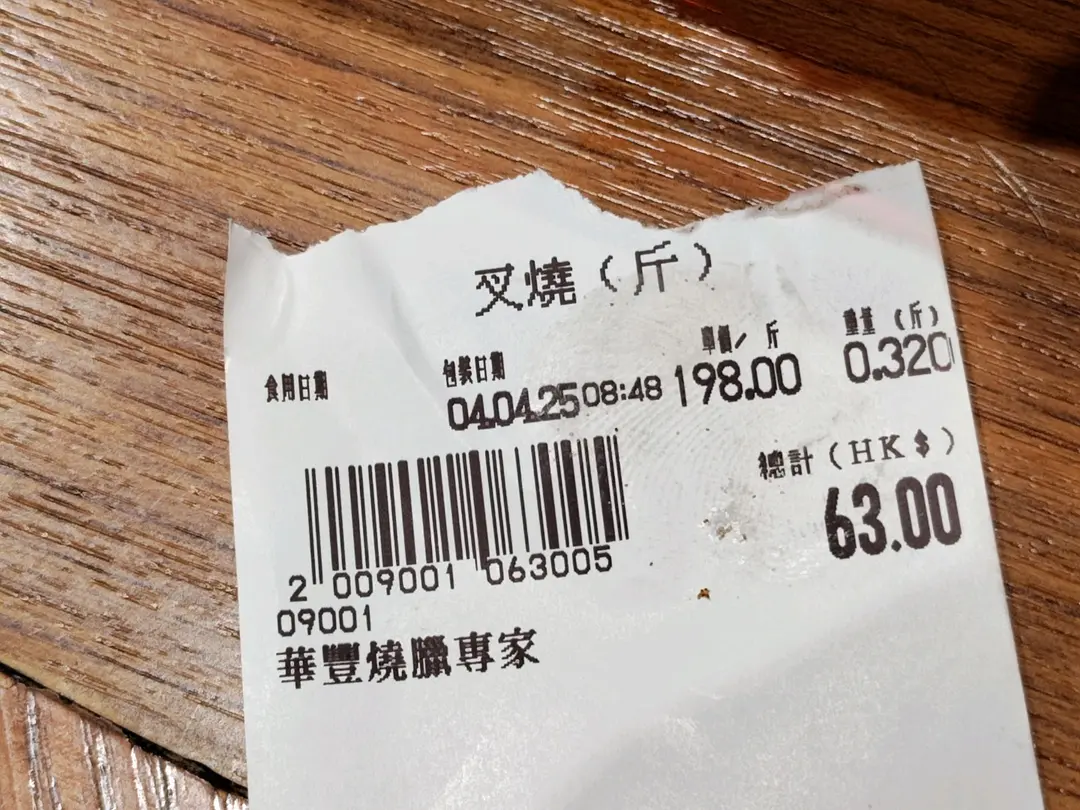 叉燒（斤）
食用日期 包裝日期 單價／斤 重量（斤）
04.04.25 08:48 198.00 0.320
總計（HK$）
63.00
2 009001 063005
09001
華豐燒臘專家